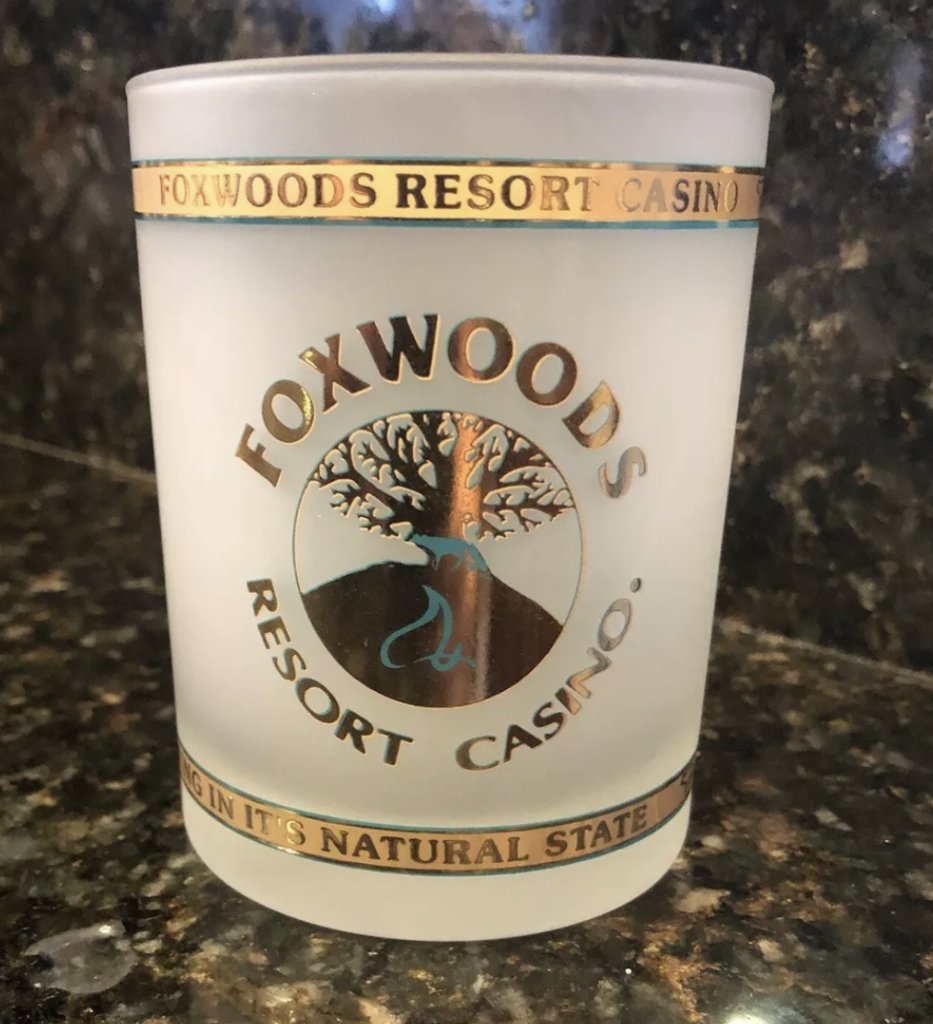 FOXWOODS RESORT CASINO
FOXWOODS
RESORT CASINO.
IN IT'S NATURAL STATE